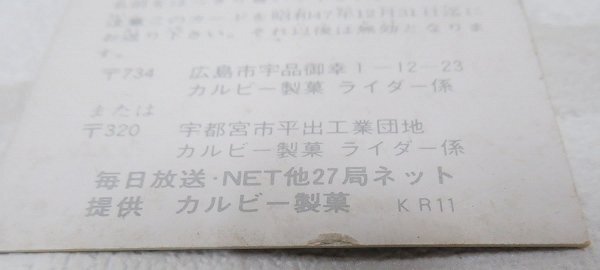 注意このカードを昭和47年12月31日迄に
お送り下さい。それ以後は無効となりま
す。
〒734 広島市宇品御幸1-12-23
カルビー製菓 ライダー係
または
〒320 宇都宮市平出工業団地
カルビー製菓 ライダー係
毎日放送・NET他27局ネット
提供 カルビー製菓 KR11